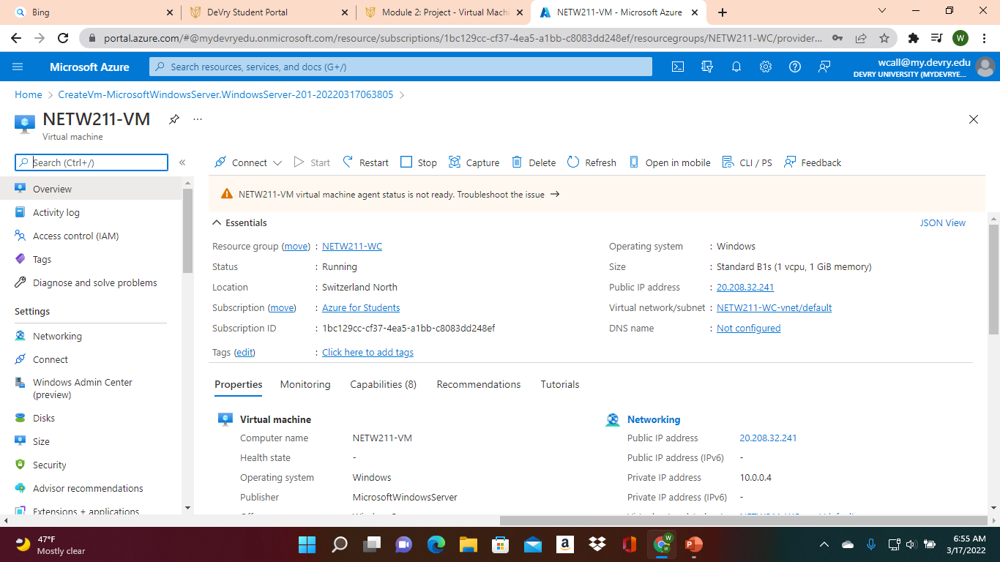 Bing
DeVry Student Portal
Module 2: Project - Virtual Machi
NETW211-VM - Microsoft Azure
portal.azure.com/#@mydevryedu.onmicrosoft.com/resource/subscriptions/1bc129cc-cf37-4ea5-a1bb-c8083dd248ef/resourcegroups/NETW211-WC/provider...
W
Microsoft Azure
Search resources, services, and docs (G+/)
wcall@my.devry.edu
DEVRY UNIVERSITY (MYDEVRYE...
Home > CreateVm-MicrosoftWindowsServer.WindowsServer-201-20220317063805 >
NETW211-VM
Virtual machine
Search (Ctrl+/)
Connect
Start
Restart
Stop
Capture
Delete
Refresh
Open in mobile
CLI / PS
Feedback
Overview
Activity log
Access control (IAM)
Tags
Diagnose and solve problems
Settings
Networking
Connect
Windows Admin Center
(preview)
Disks
Size
Security
Advisor recommendations
Extensions + applications
NETW211-VM virtual machine agent status is not ready. Troubleshoot the issue →
Essentials
JSON View
Resource group (move) : NETW211-WC
Status : Running
Location : Switzerland North
Subscription (move) : Azure for Students
Subscription ID : 1bc129cc-cf37-4ea5-a1bb-c8083dd248ef
Tags (edit) : Click here to add tags
Operating system : Windows
Size : Standard B1s (1 vcpu, 1 GiB memory)
Public IP address : 20.208.32.241
Virtual network/subnet : NETW211-WC-vnet/default
DNS name : Not configured
Properties
Monitoring
Capabilities (8)
Recommendations
Tutorials
Virtual machine
Computer name NETW211-VM
Health state -
Operating system Windows
Publisher MicrosoftWindowsServer
Networking
Public IP address 20.208.32.241
Public IP address (IPv6) -
Private IP address 10.0.0.4
Private IP address (IPv6) -
47°F
Mostly clear
6:55 AM
3/17/2022